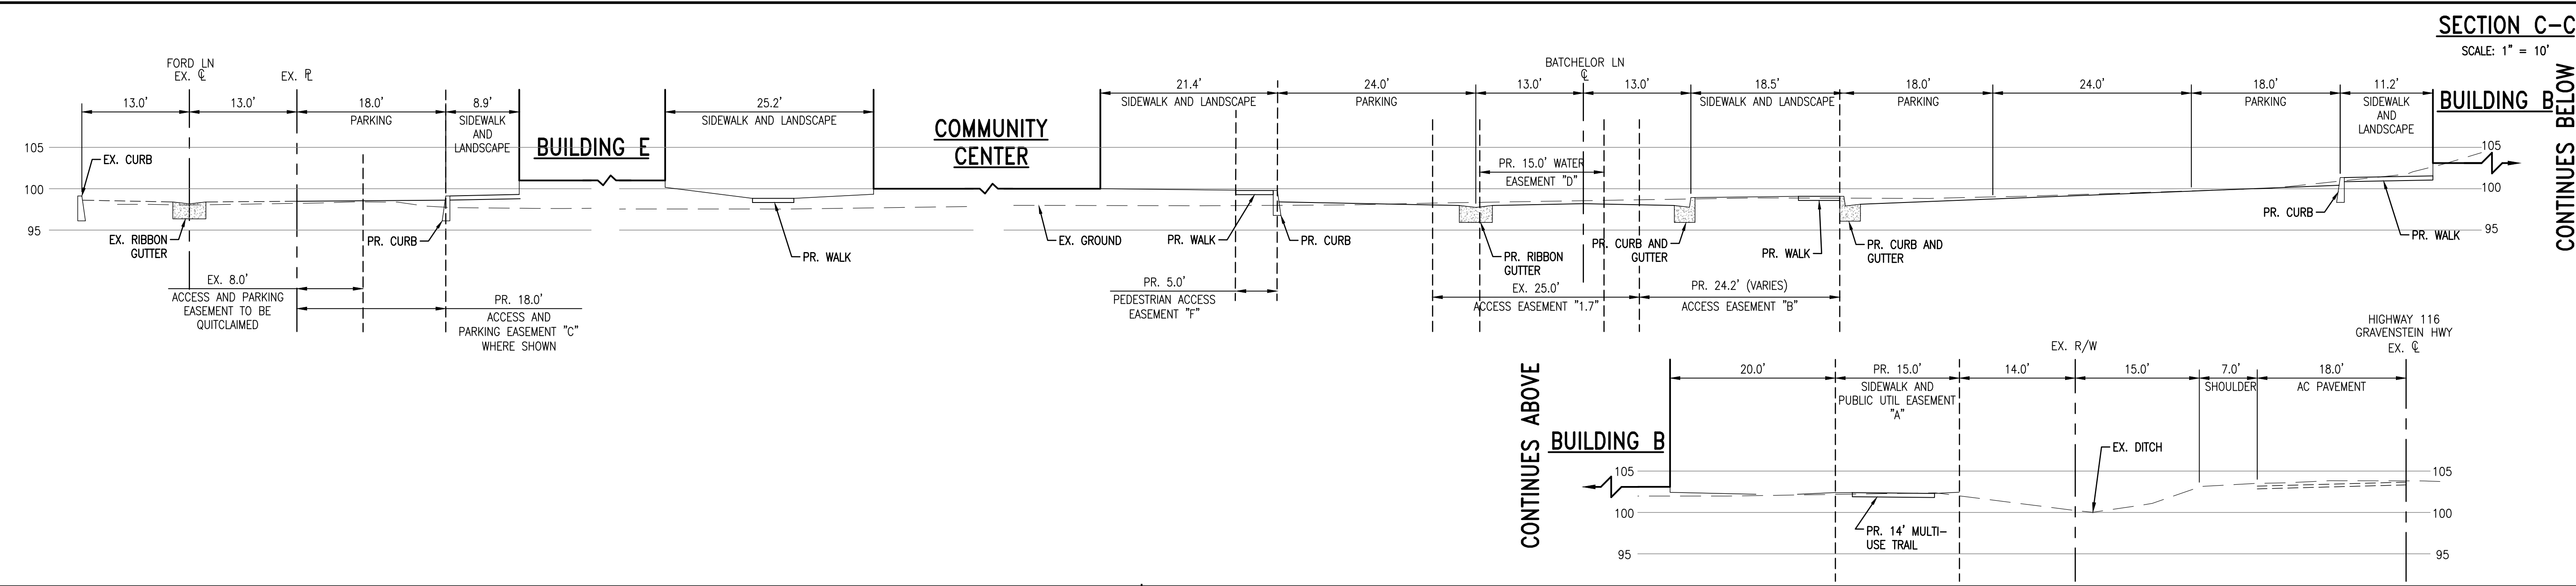 SECTION C-C
SCALE: 1" = 10'
FORD LN
EX. ℄
EX. ⅊
BATCHELOR LN
℄
13.0'
13.0'
18.0'
PARKING
8.9'
SIDEWALK
AND
LANDSCAPE
BUILDING E
25.2'
SIDEWALK AND LANDSCAPE
COMMUNITY
CENTER
21.4'
SIDEWALK AND LANDSCAPE
24.0'
PARKING
13.0'
13.0'
18.5'
SIDEWALK AND LANDSCAPE
18.0'
PARKING
24.0'
18.0'
PARKING
11.2'
SIDEWALK
AND
LANDSCAPE
BUILDING B
CONTINUES BELOW
105
100
95
105
100
95
EX. CURB
EX. RIBBON
GUTTER
PR. CURB
PR. WALK
EX. GROUND
PR. WALK
PR. CURB
PR. 15.0' WATER
EASEMENT "D"
PR. RIBBON
GUTTER
PR. CURB AND
GUTTER
PR. WALK
PR. CURB AND
GUTTER
PR. CURB
PR. WALK
EX. 8.0'
ACCESS AND PARKING
EASEMENT TO BE
QUITCLAIMED
PR. 18.0'
ACCESS AND
PARKING EASEMENT "C"
WHERE SHOWN
PR. 5.0'
PEDESTRIAN ACCESS
EASEMENT "F"
EX. 25.0'
ACCESS EASEMENT "1.7"
PR. 24.2' (VARIES)
ACCESS EASEMENT "B"
CONTINUES ABOVE
BUILDING B
20.0'
PR. 15.0'
SIDEWALK AND
PUBLIC UTIL EASEMENT
"A"
14.0'
EX. R/W
15.0'
7.0'
SHOULDER
18.0'
AC PAVEMENT
HIGHWAY 116
GRAVENSTEIN HWY
EX. ℄
EX. DITCH
PR. 14' MULTI-
USE TRAIL
105
100
95
105
100
95